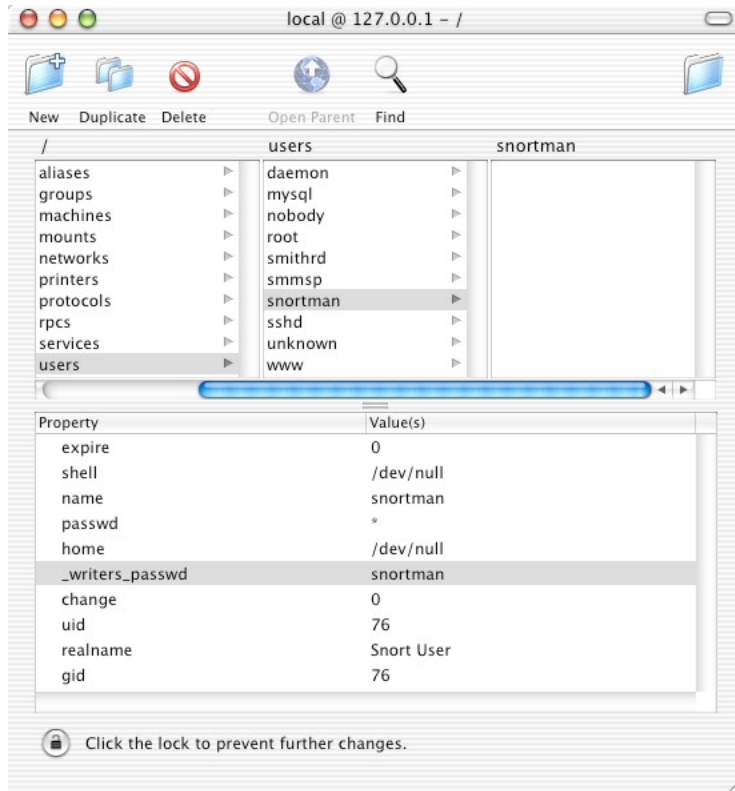 local @ 127.0.0.1 – /
New Duplicate Delete Open Parent Find
/ users snortman
aliases daemon
groups mysql
machines nobody
mounts root
networks smithrd
printers smmsp
protocols snortman
rpcs sshd
services unknown
users www
Property Value(s)
expire 0
shell /dev/null
name snortman
passwd *
home /dev/null
_writers_passwd snortman
change 0
uid 76
realname Snort User
gid 76
Click the lock to prevent further changes.